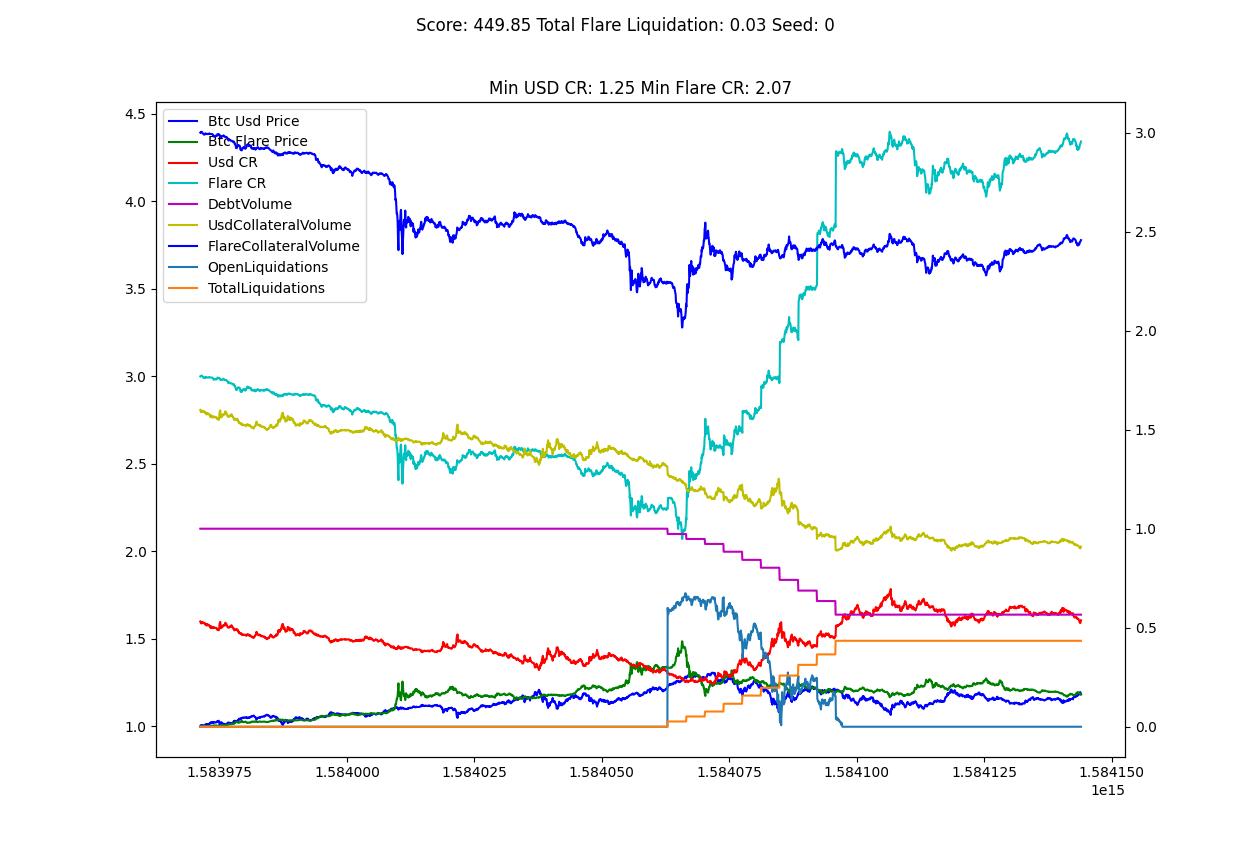 Score: 449.85 Total Flare Liquidation: 0.03 Seed: 0
Min USD CR: 1.25 Min Flare CR: 2.07
Btc Usd Price
Btc Flare Price
Usd CR
Flare CR
DebtVolume
UsdCollateralVolume
FlareCollateralVolume
OpenLiquidations
TotalLiquidations
4.5
4.0
3.5
3.0
2.5
2.0
1.5
1.0
3.0
2.5
2.0
1.5
1.0
0.5
0.0
1.583975 1.584000 1.584025 1.584050 1.584075 1.584100 1.584125 1.584150
1e15